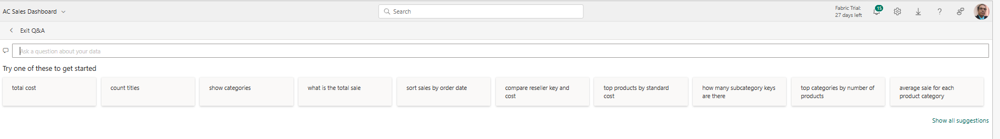 AC Sales Dashboard
Search
Fabric Trial:
27 days left
15
Exit Q&A
Ask a question about your data
Try one of these to get started
total cost
count titles
show categories
what is the total sale
sort sales by order date
compare reseller key and
cost
top products by standard
cost
how many subcategory keys
are there
top categories by number of
products
average sale for each
product category
Show all suggestions